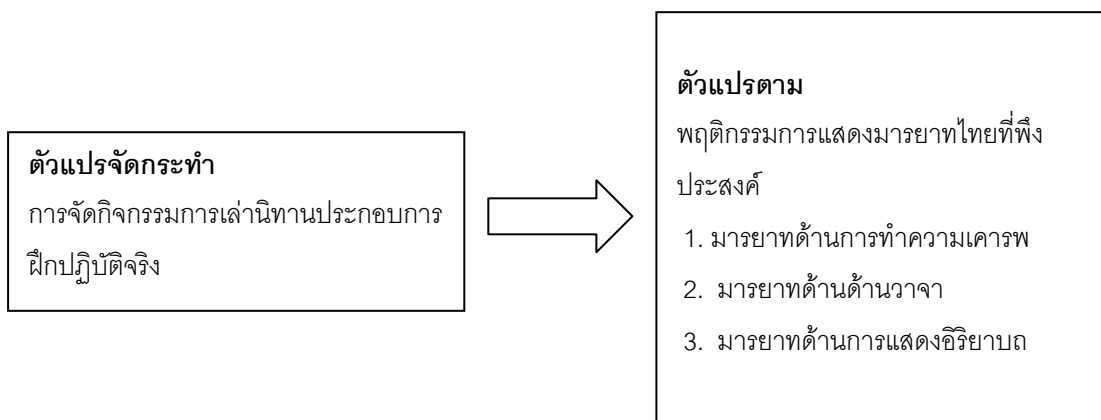 ตัวแปรจัดกระทำ
การจัดกิจกรรมการเล่านิทานประกอบการ
ฝึกปฏิบัติจริง
ตัวแปรตาม
พฤติกรรมการแสดงมารยาทไทยที่พึง
ประสงค์
1. มารยาทด้านการทำความเคารพ
2. มารยาทด้านด้านวาจา
3. มารยาทด้านการแสดงอิริยาบถ